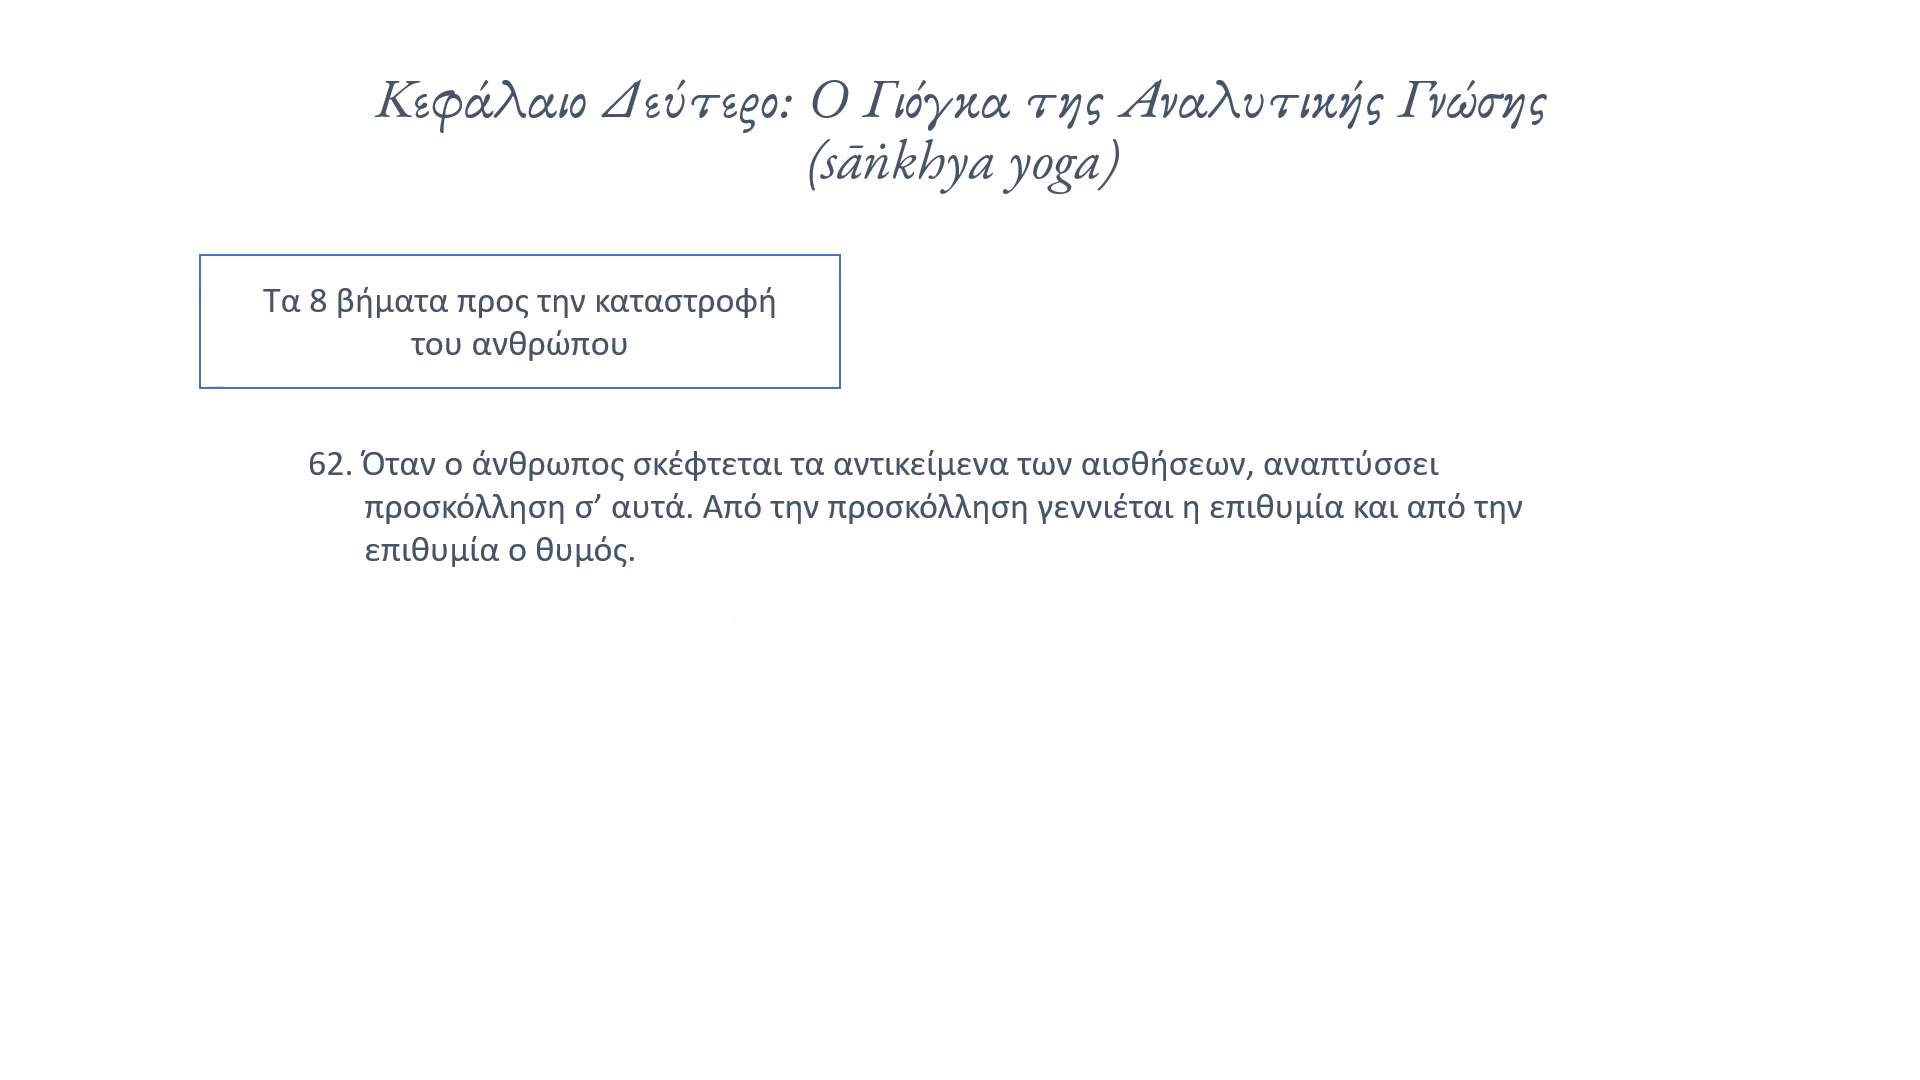 Κεφάλαιο Δεύτερο: Ο Γιόγκα της Αναλυτικής Γνώσης
(sāṅkhya yoga)
Τα 8 βήματα προς την καταστροφή
του ανθρώπου
62. Όταν ο άνθρωπος σκέφτεται τα αντικείμενα των αισθήσεων, αναπτύσσει
προσκόλληση σ’ αυτά. Από την προσκόλληση γεννιέται η επιθυμία και από την
επιθυμία ο θυμός.